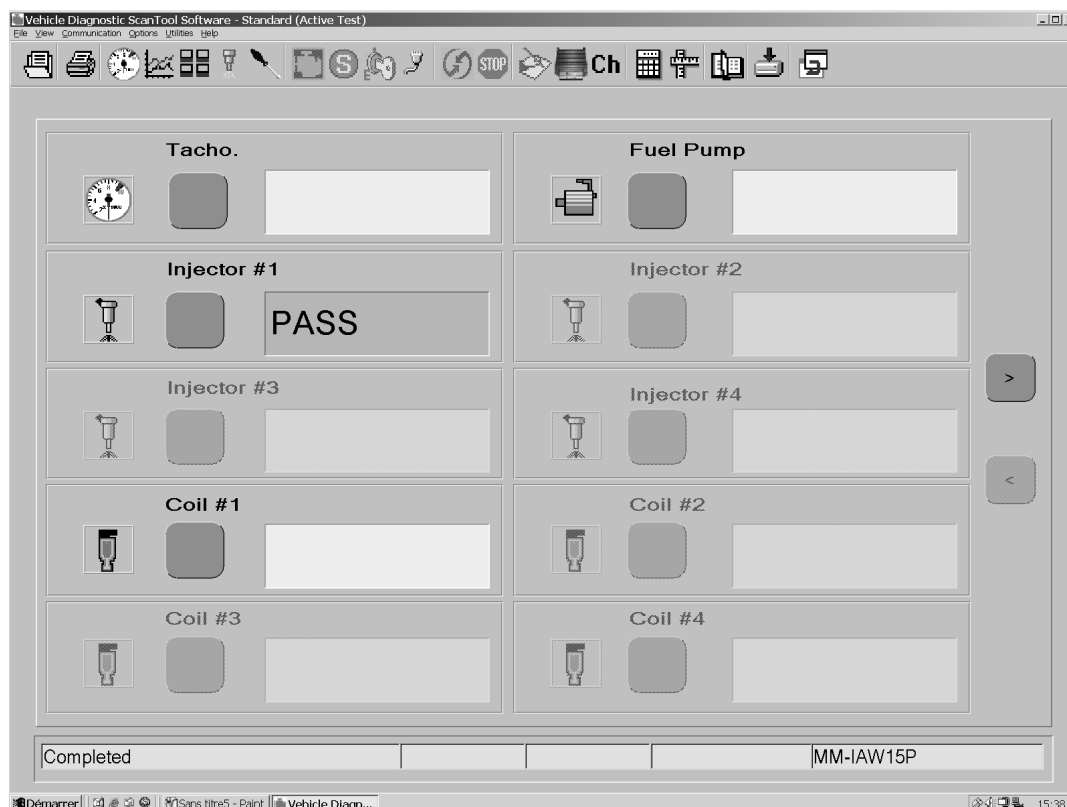 Vehicle Diagnostic ScanTool Software - Standard (Active Test)
File View Communication Options Utilities Help
S STOP Ch
Tacho.
Fuel Pump
Injector #1
Injector #2
PASS
Injector #3
Injector #4
>
Coil #1
Coil #2
<
Coil #3
Coil #4
Completed
MM-IAW15P
Démarrer Sans titre5 - Paint Vehicle Diagn... 15:38